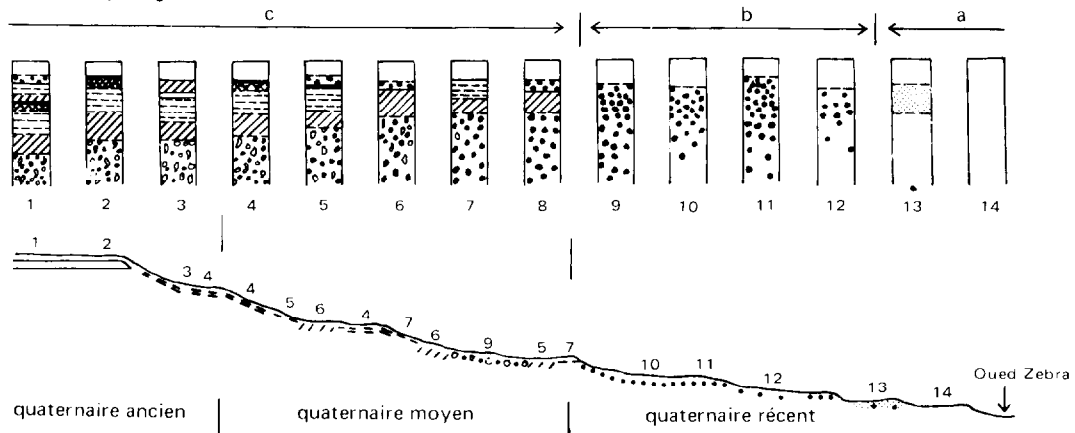 c b a
1 2 3 4 5 6 7 8 9 10 11 12 13 14
1 2 3 4 4 5 6 4 7 6 9 5 7 10 11 12 13 14
Oued Zebra
quaternaire ancien quaternaire moyen quaternaire récent